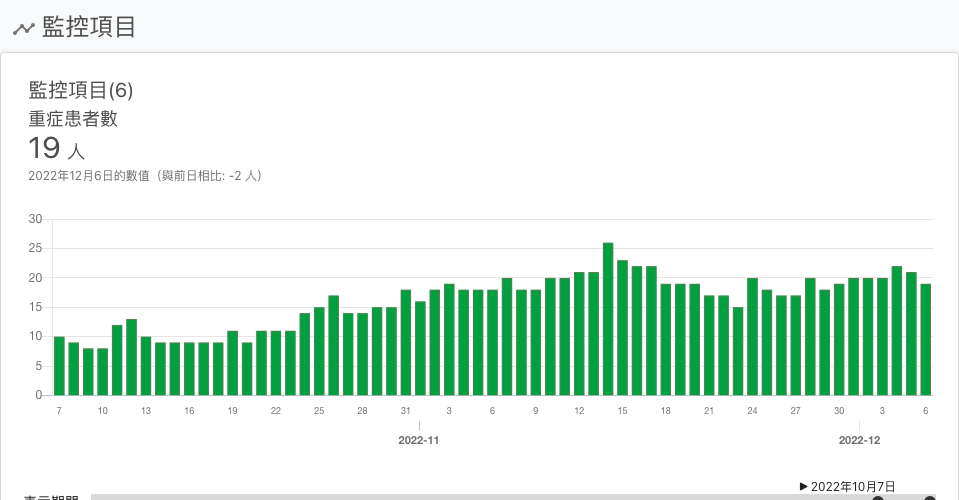 監控項目
監控項目(6)
重症患者數
19 人
2022年12月6日的數值（與前日相比: -2 人）
30
25
20
15
10
5
0
7 10 13 16 19 22 25 28 31 3 6 9 12 15 18 21 24 27 30 3 6
2022-11 2022-12
▶ 2022年10月7日
表示期間